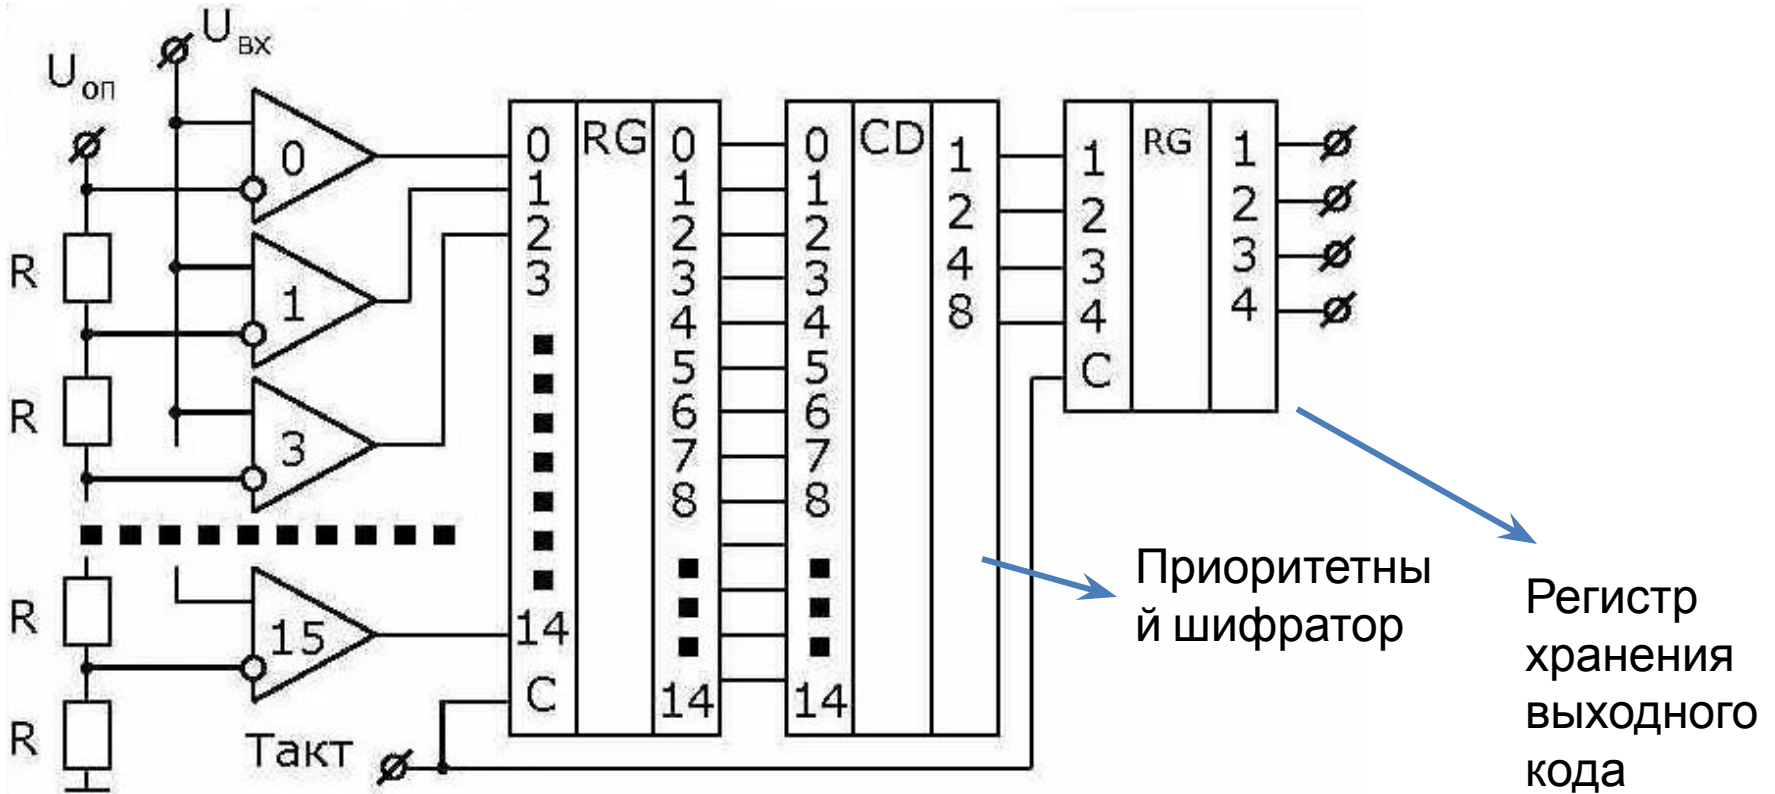 Uвх
Uоп
R
R
R
R
0
1
3
15
Такт
0
1
2
3
14
C
RG
0
1
2
3
4
5
6
7
8
14
0
1
2
3
4
5
6
7
8
14
CD
1
2
4
8
1
2
3
4
C
RG
1
2
3
4
Приоритетны
й шифратор
Регистр
хранения
выходного
кода